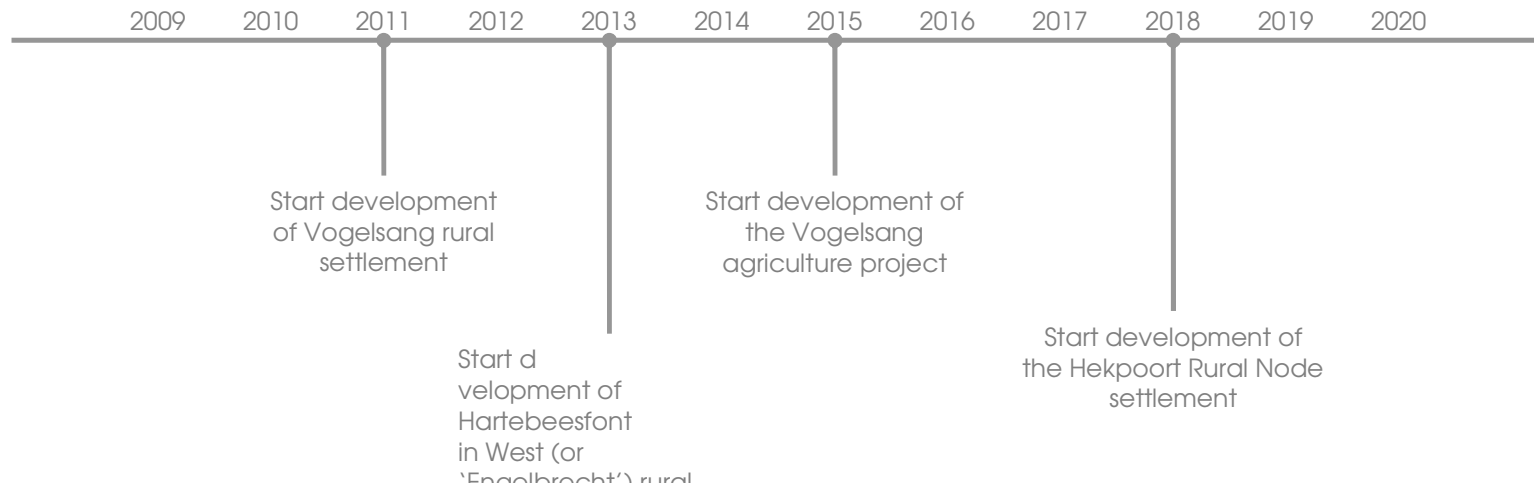 2009 2010 2011 2012 2013 2014 2015 2016 2017 2018 2019 2020
Start development
of Vogelsang rural
settlement
Start d
velopment of
Hartebeesfont
in West (or
‘Engelbrecht’) rural
Start development of
the Vogelsang
agriculture project
Start development of
the Hekpoort Rural Node
settlement